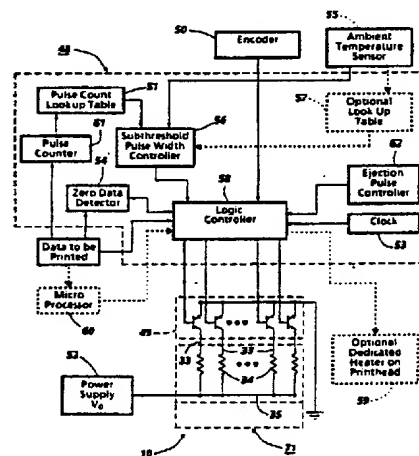 50
Encoder
55
Ambient
Temperature
Sensor
48
Pulse Count
Lookup Table
51
57
Optional
Look Up
Table
56
Subthreshold
Pulse Width
Controller
61
Pulse
Counter
54
Zero Data
Detector
58
Logic
Controller
62
Ejection
Pulse
Controller
Clock
53
Data to be
Printed
Micro
Processor
60
33
33
34
35
52
Power
Supply
Optional
Dedicated
Heater on
Printhead
59
10